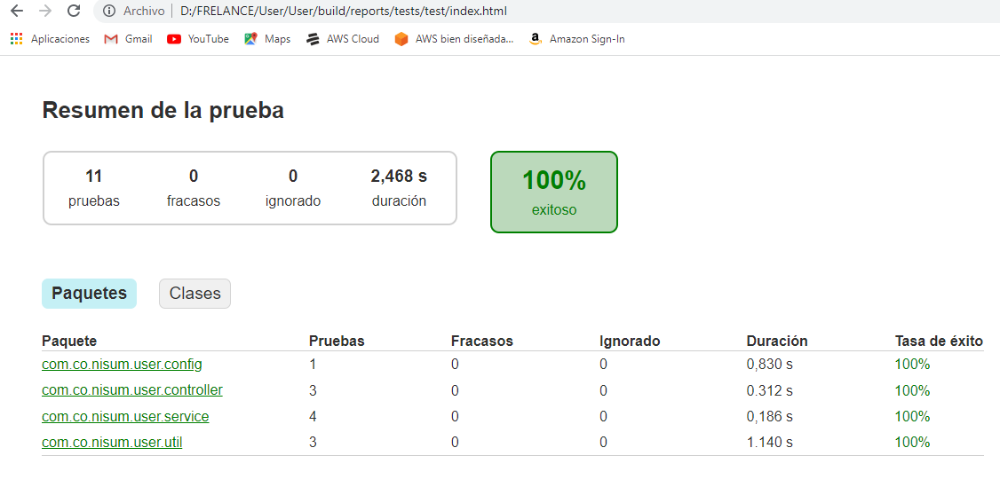 Archivo D:/FRELANCE/User/User/build/reports/tests/test/index.html
Aplicaciones Gmail YouTube Maps AWS Cloud AWS bien diseñada... Amazon Sign-In
Resumen de la prueba
11 0 0 2,468 s
pruebas fracasos ignorado duración
100%
exitoso
Paquetes Clases
Paquete Pruebas Fracasos Ignorado Duración Tasa de éxito
com.co.nisum.user.config 1 0 0 0,830 s 100%
com.co.nisum.user.controller 3 0 0 0.312 s 100%
com.co.nisum.user.service 4 0 0 0,186 s 100%
com.co.nisum.user.util 3 0 0 1.140 s 100%